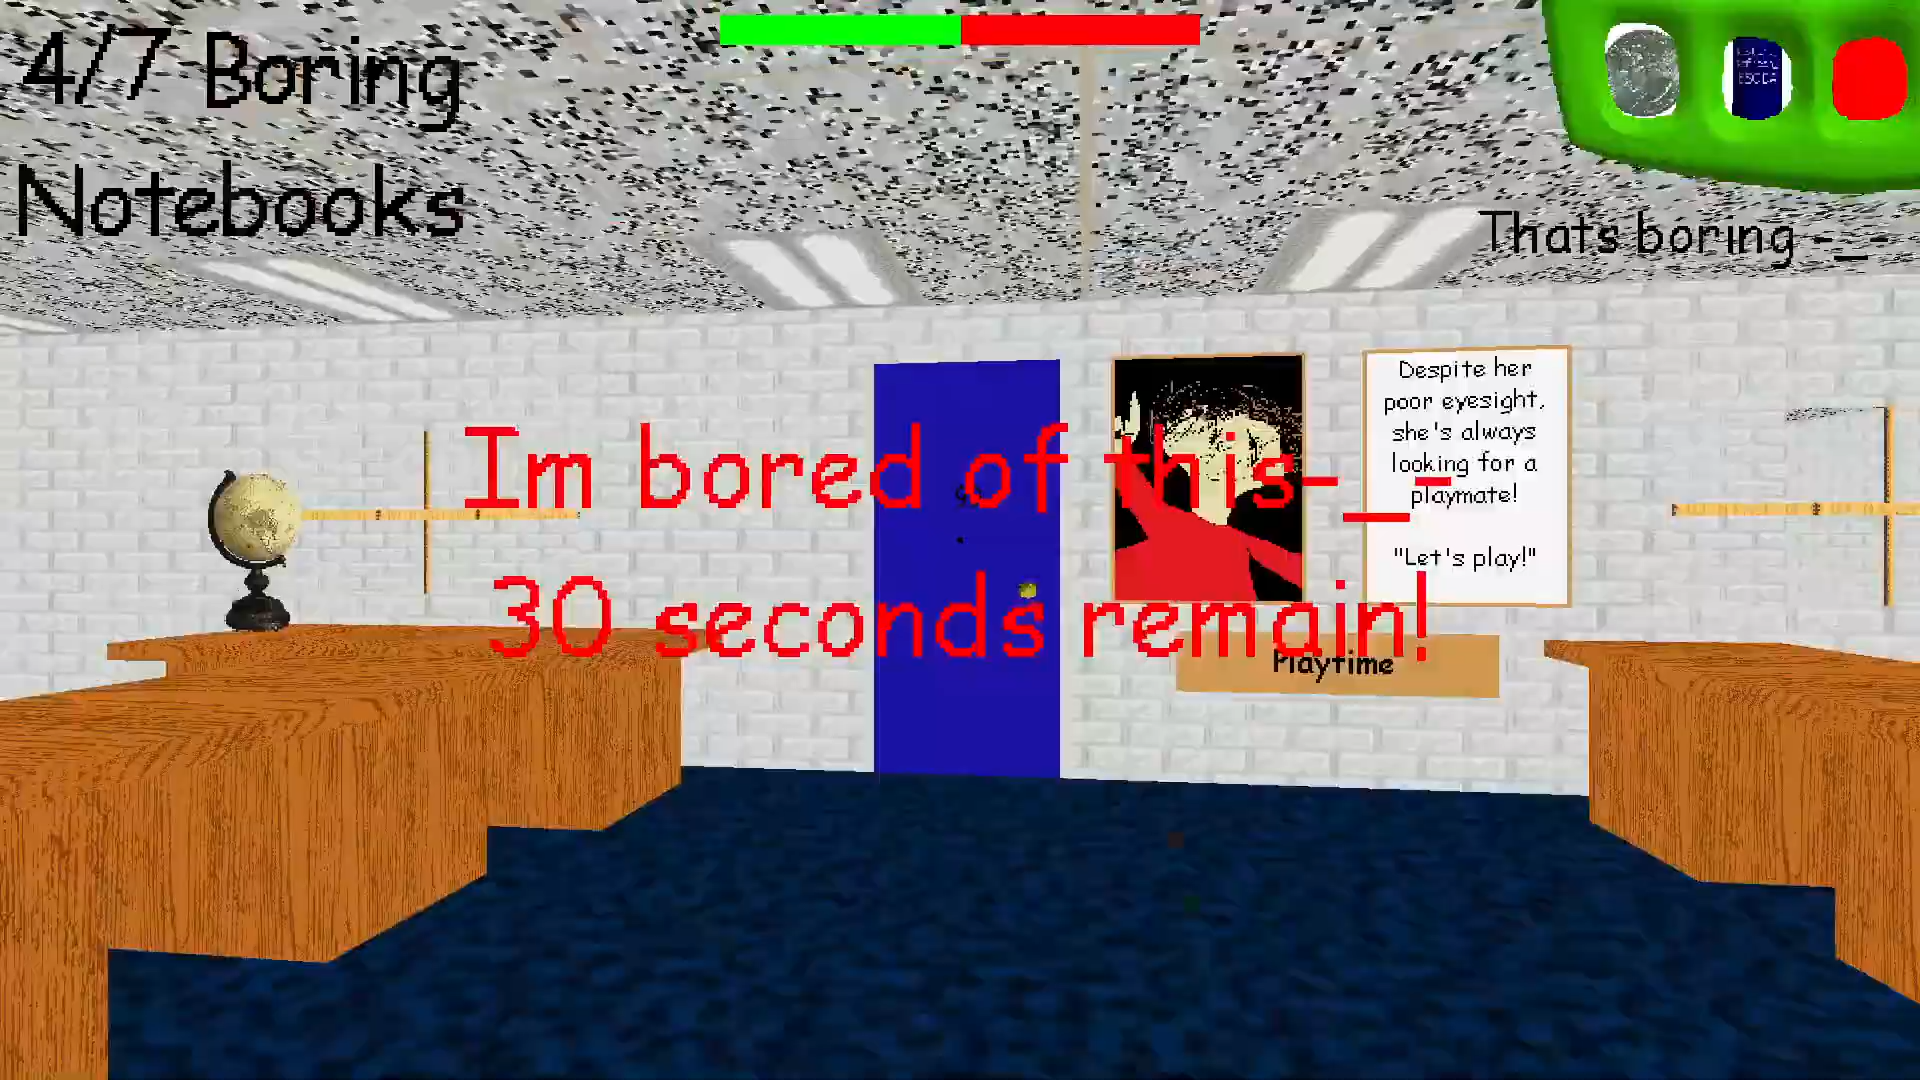 4/7 Boring
Notebooks
Thats boring -_-
Despite her
poor eyesight,
she's always
looking for a
playmate!
"Let's play!"
Im bored of this-_-
30 seconds remain!
Playtime